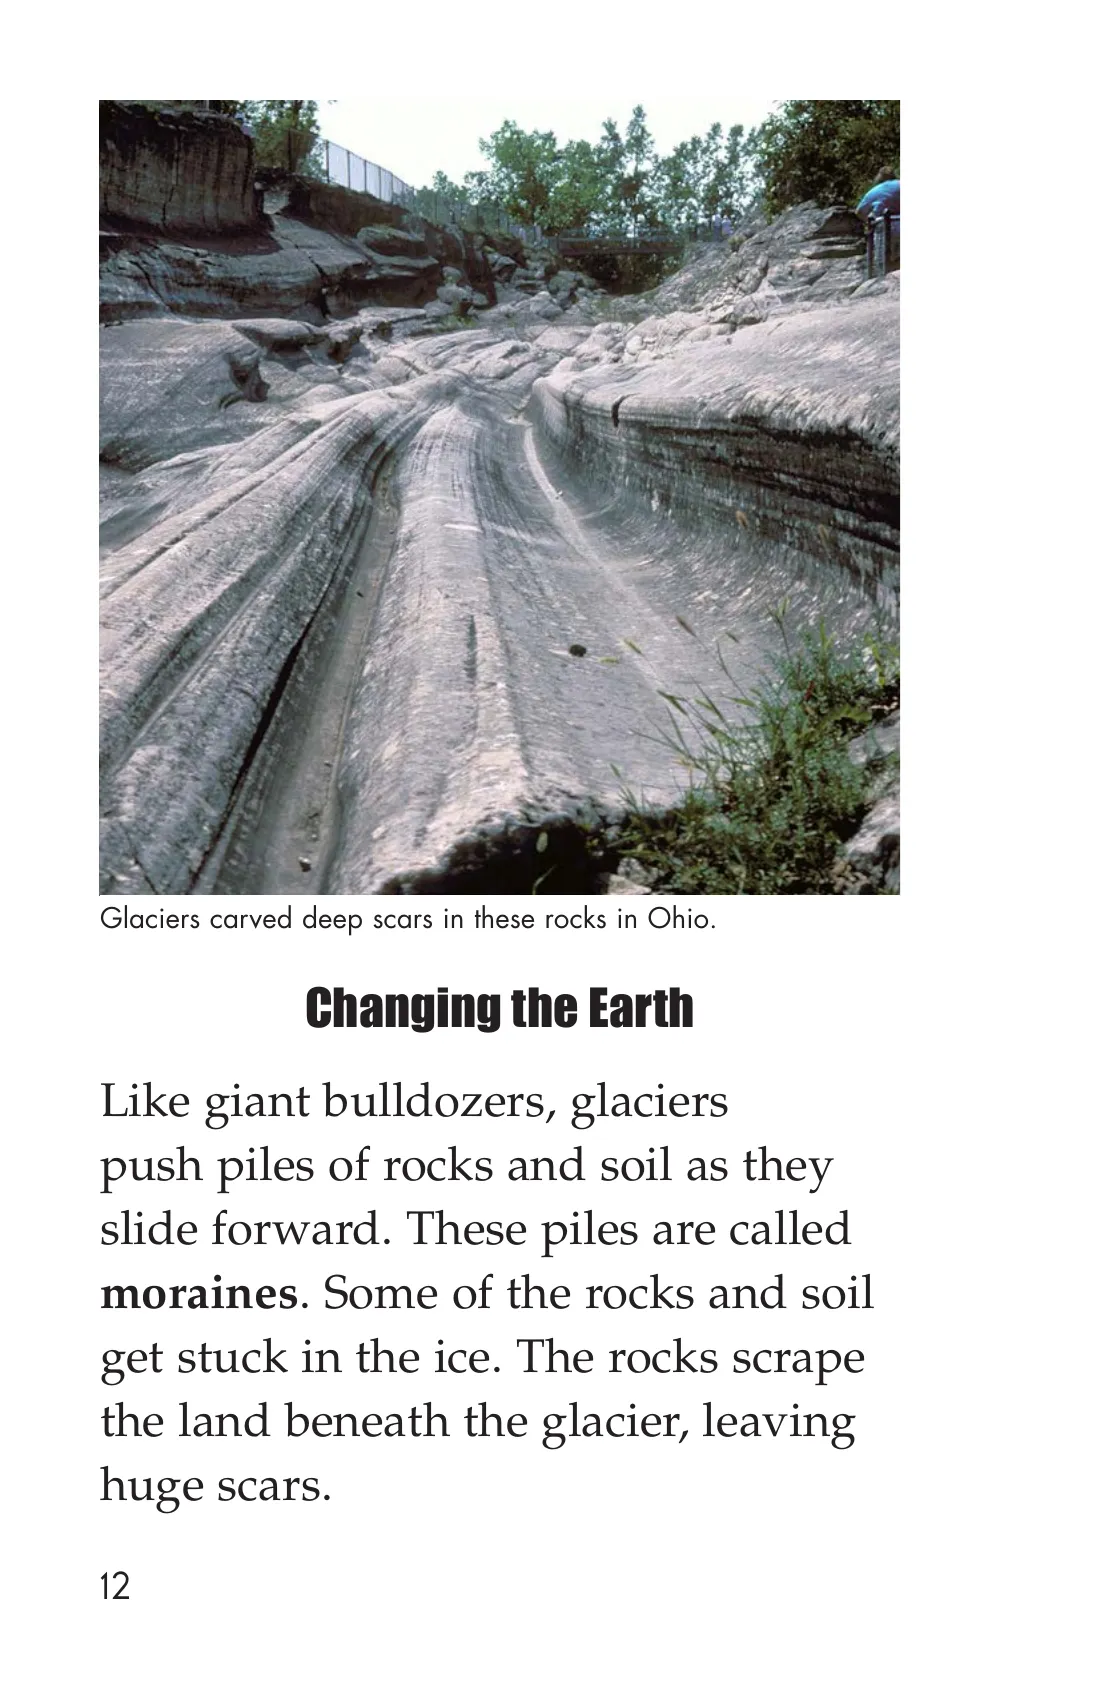 Glaciers carved deep scars in these rocks in Ohio.
Changing the Earth
Like giant bulldozers, glaciers
push piles of rocks and soil as they
slide forward. These piles are called
moraines. Some of the rocks and soil
get stuck in the ice. The rocks scrape
the land beneath the glacier, leaving
huge scars.
12